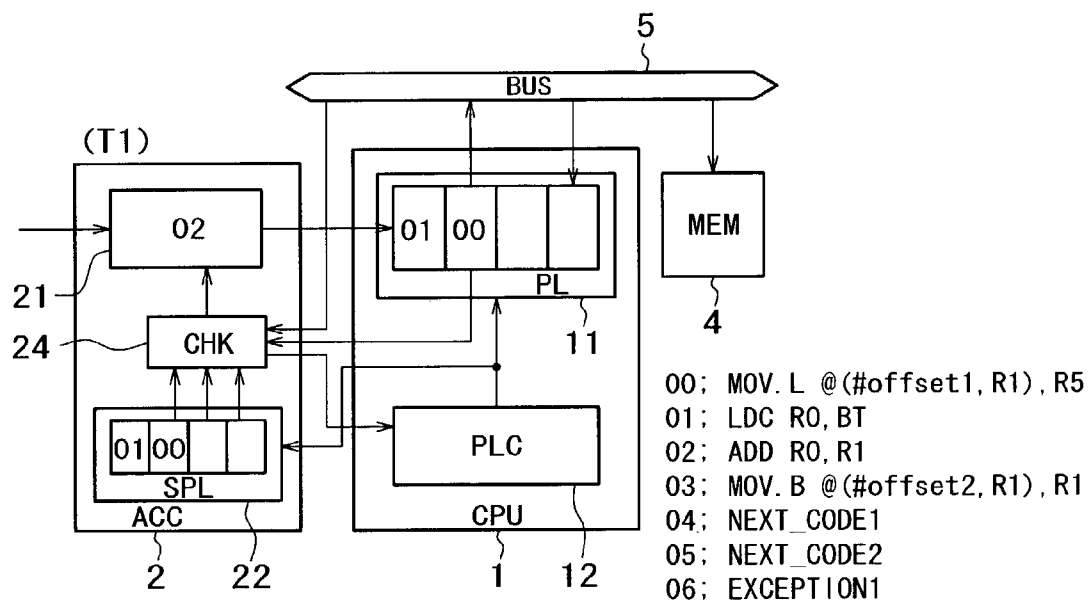 5
BUS
(T1)
02
01 00
PL
MEM
21
11
4
24
CHK
00; MOV.L @(#offset1, R1), R5
01 00
PLC
01; LDC R0, BT
SPL
02; ADD R0, R1
ACC
CPU
03; MOV.B @(#offset2, R1), R1
2
22
1
12
04; NEXT_CODE1
05; NEXT_CODE2
06; EXCEPTION1